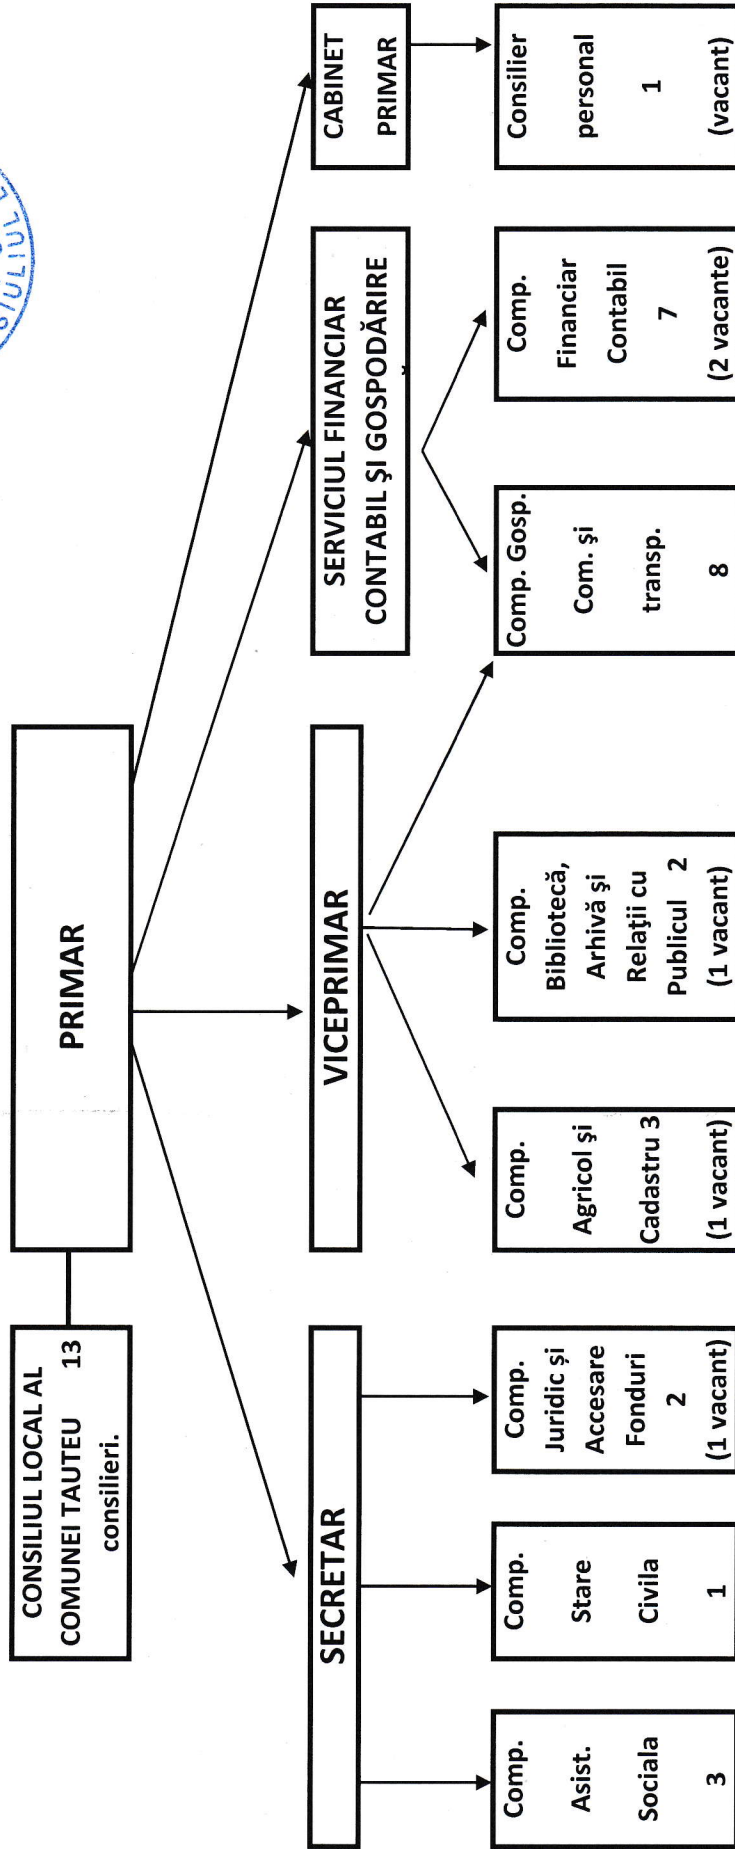 CONSILIUL LOCAL AL
COMUNEI TAUTEU 13
consilieri.
PRIMAR
SECRETAR
VICEPRIMAR
SERVICIUL FINANCIAR
CONTABIL ŞI GOSPODĂRIRE
CABINET
PRIMAR
Comp.
Asist.
Sociala
3
Comp.
Stare
Civila
1
Comp.
Juridic și
Accesare
Fonduri
2
(1 vacant)
Comp.
Agricol şi
Cadastru 3
(1 vacant)
Comp.
Bibliotecă,
Arhivă şi
Relaţii cu
Publicul 2
(1 vacant)
Comp. Gosp.
Com. şi
transp.
8
Comp.
Financiar
Contabil
7
(2 vacante)
Consilier
personal
1
(vacant)